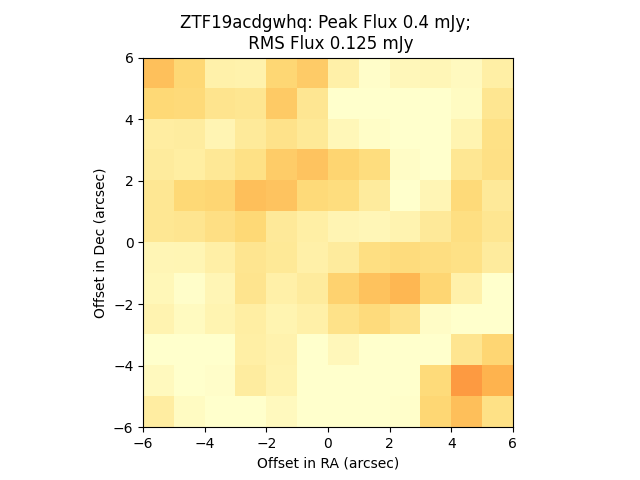 ZTF19acdgwhq: Peak Flux 0.4 mJy;
RMS Flux 0.125 mJy
6
4
2
0
−2
−4
−6
Offset in Dec (arcsec)
−6 −4 −2 0 2 4 6
Offset in RA (arcsec)